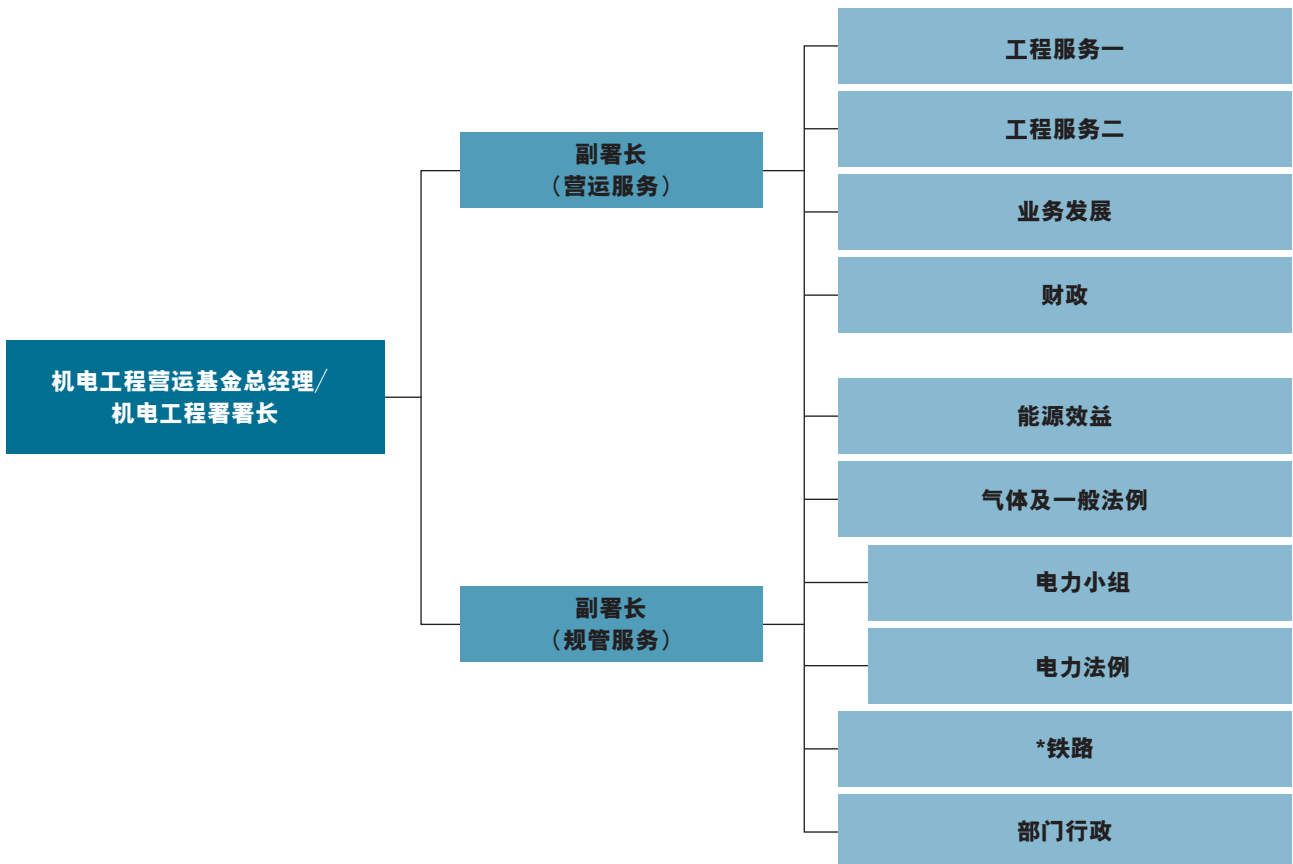 机电工程营运基金总经理/
机电工程署署长
副署长
（营运服务）
副署长
（规管服务）
工程服务一
工程服务二
业务发展
财政
能源效益
气体及一般法例
电力小组
电力法例
*铁路
部门行政